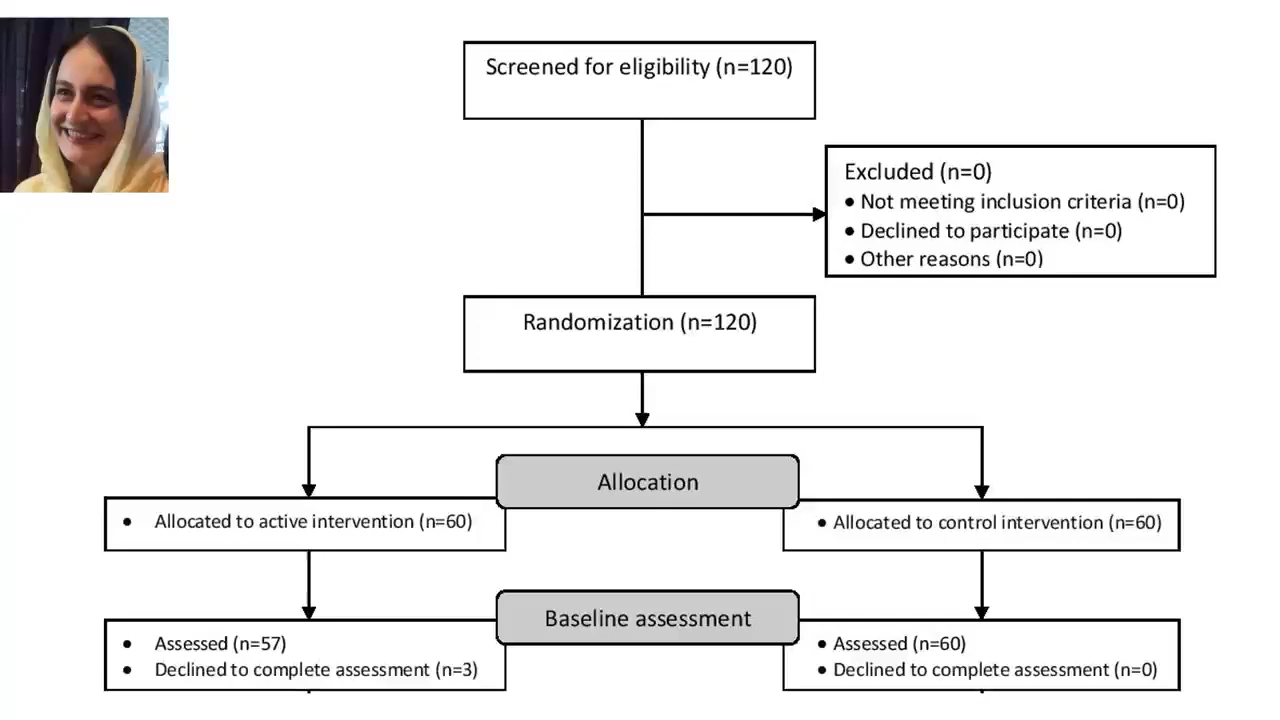 Screened for eligibility (n=120)
Excluded (n=0)
• Not meeting inclusion criteria (n=0)
• Declined to participate (n=0)
• Other reasons (n=0)
Randomization (n=120)
Allocation
• Allocated to active intervention (n=60)
• Allocated to control intervention (n=60)
Baseline assessment
• Assessed (n=57)
• Declined to complete assessment (n=3)
• Assessed (n=60)
• Declined to complete assessment (n=0)